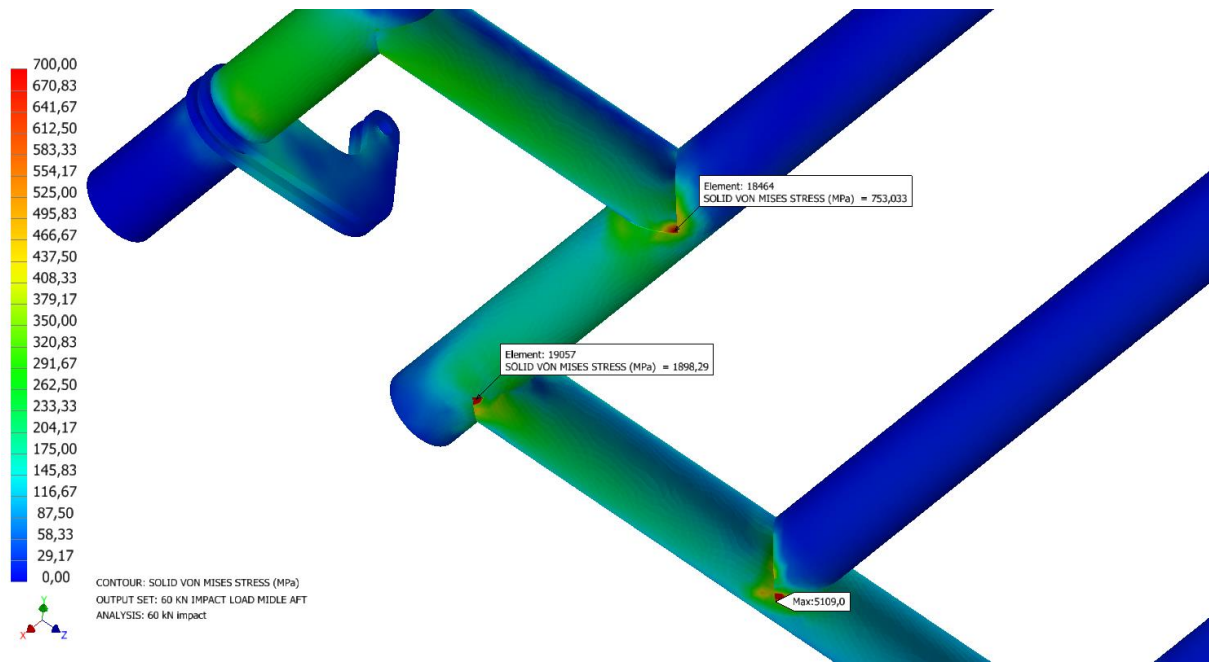 700,00
670,83
641,67
612,50
583,33
554,17
525,00
495,83
466,67
437,50
408,33
379,17
350,00
320,83
291,67
262,50
233,33
204,17
175,00
145,83
116,67
87,50
58,33
29,17
0,00
Element: 18464
SOLID VON MISES STRESS (MPa) = 753,033
Element: 19057
SOLID VON MISES STRESS (MPa) = 1898,29
Max:5109,0
CONTOUR: SOLID VON MISES STRESS (MPa)
OUTPUT SET: 60 KN IMPACT LOAD MIDLE AFT
ANALYSIS: 60 kN impact
Y
X
Z